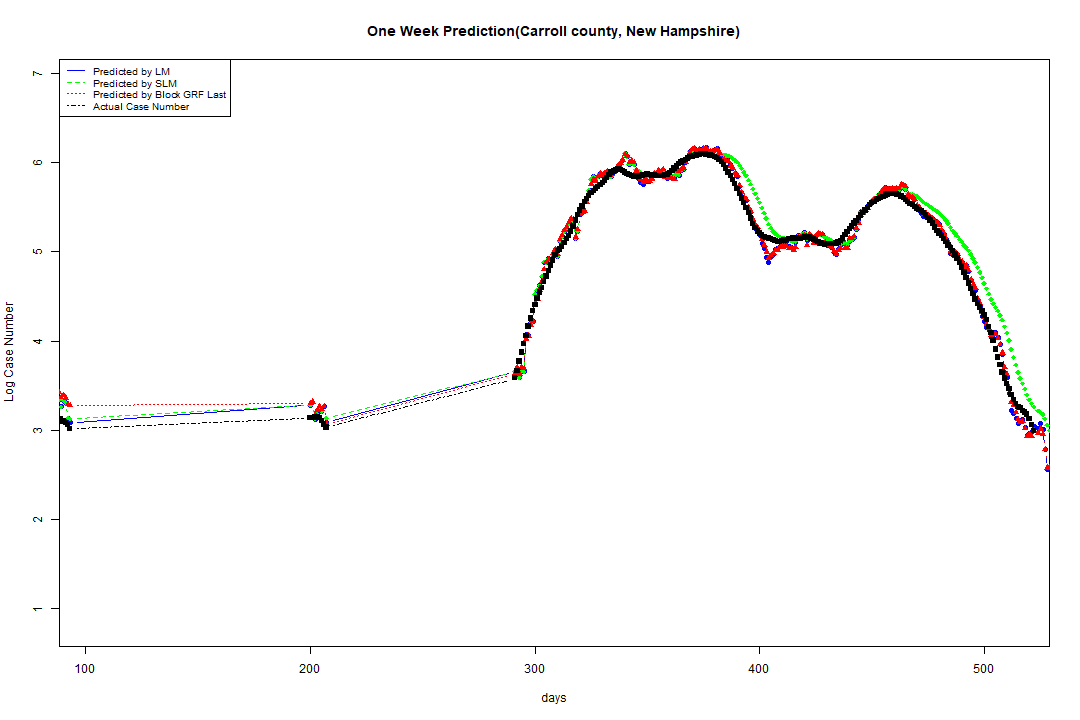 One Week Prediction(Carroll county, New Hampshire)
Predicted by LM
Predicted by SLM
Predicted by Block GRF Last
Actual Case Number
7
6
5
4
3
2
1
Log Case Number
100 200 300 400 500
days